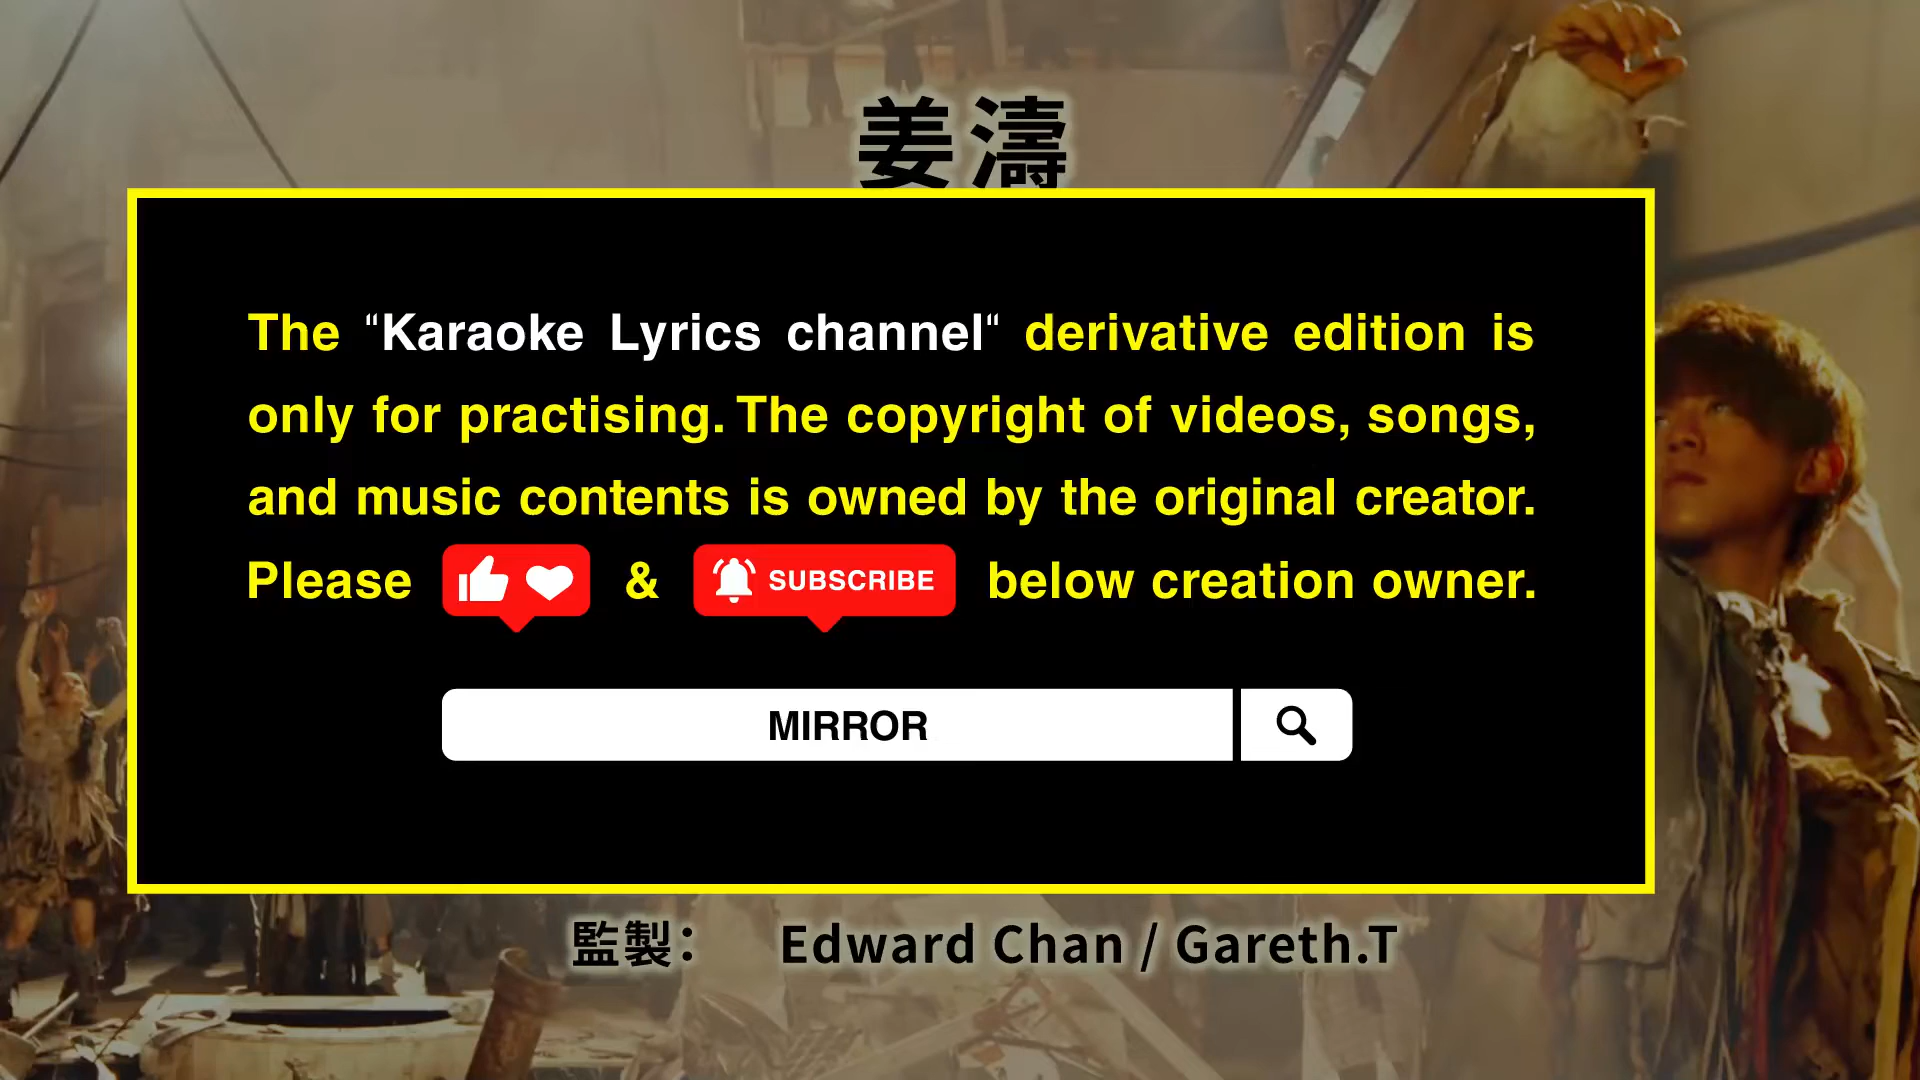 姜濤
The “Karaoke Lyrics channel“ derivative edition is
only for practising. The copyright of videos, songs,
and music contents is owned by the original creator.
Please & SUBSCRIBE below creation owner.
MIRROR
監製： Edward Chan / Gareth.T